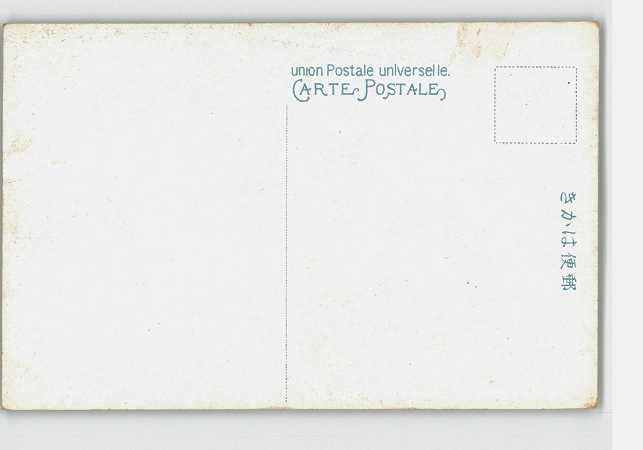 union Postale universelle.
CARTE POSTALE
きかは便郵